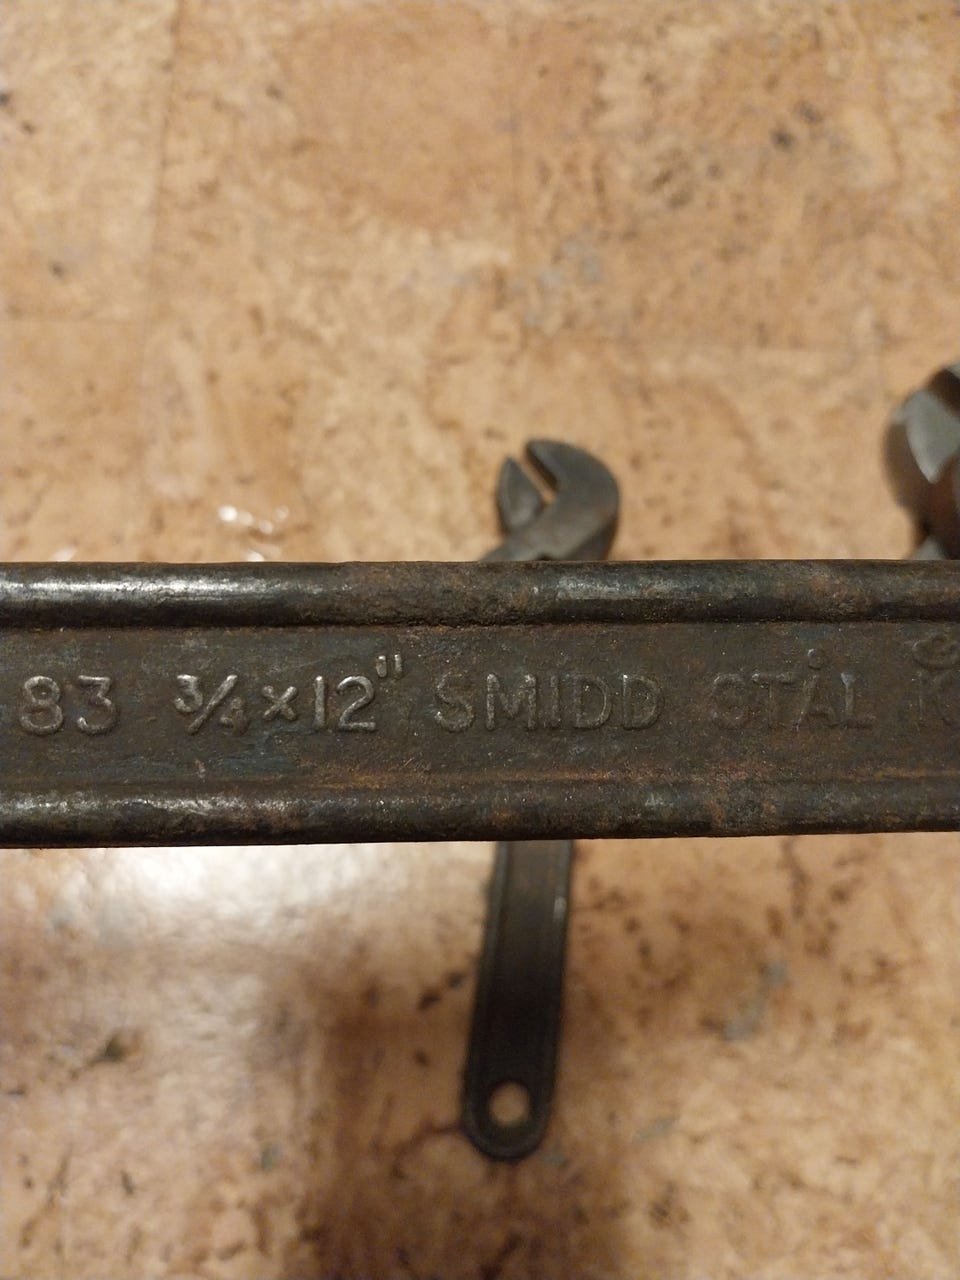 83 ¾ x 12" SMIDD STÅL